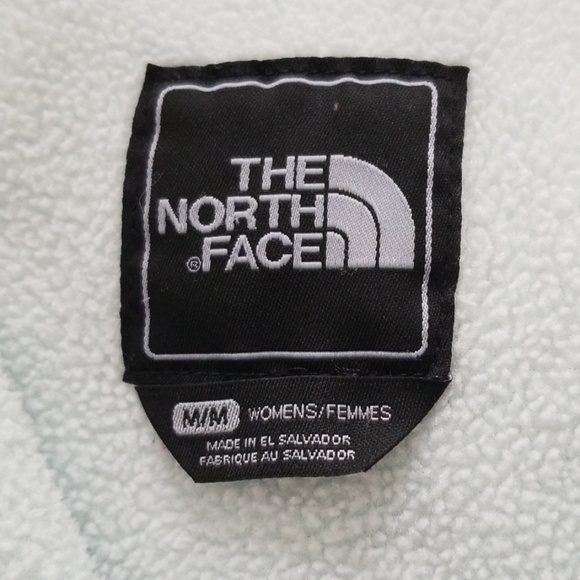 THE
NORTH
® FACE
M/M WOMENS/FEMMES
MADE IN EL SALVADOR
FABRIQUE AU SALVADOR